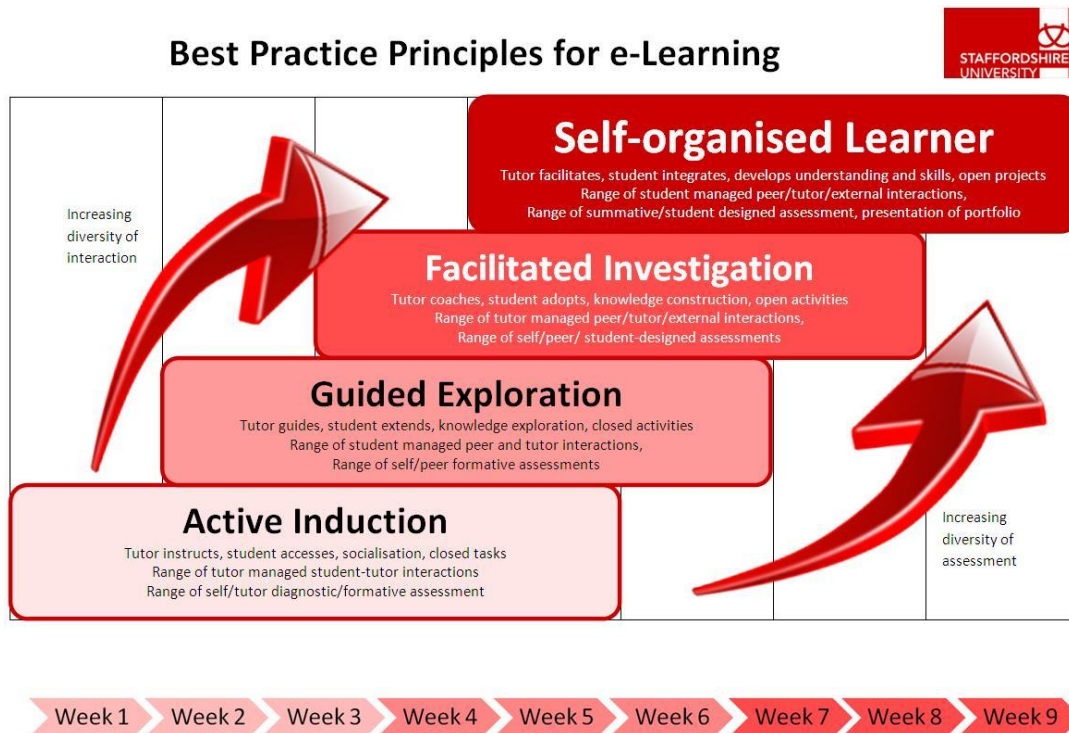 Best Practice Principles for e-Learning
STAFFORDSHIRE
UNIVERSITY
Self-organised Learner
Tutor facilitates, student integrates, develops understanding and skills, open projects
Range of student managed peer/tutor/external interactions,
Range of summative/student designed assessment, presentation of portfolio
Increasing
diversity of
interaction
Facilitated Investigation
Tutor coaches, student adopts, knowledge construction, open activities
Range of tutor managed peer/tutor/external interactions,
Range of self/peer/ student-designed assessments
Guided Exploration
Tutor guides, student extends, knowledge exploration, closed activities
Range of student managed peer and tutor interactions,
Range of self/peer formative assessments
Active Induction
Tutor instructs, student accesses, socialisation, closed tasks
Range of tutor managed student-tutor interactions
Range of self/tutor diagnostic/formative assessment
Increasing
diversity of
assessment
Week 1 Week 2 Week 3 Week 4 Week 5 Week 6 Week 7 Week 8 Week 9